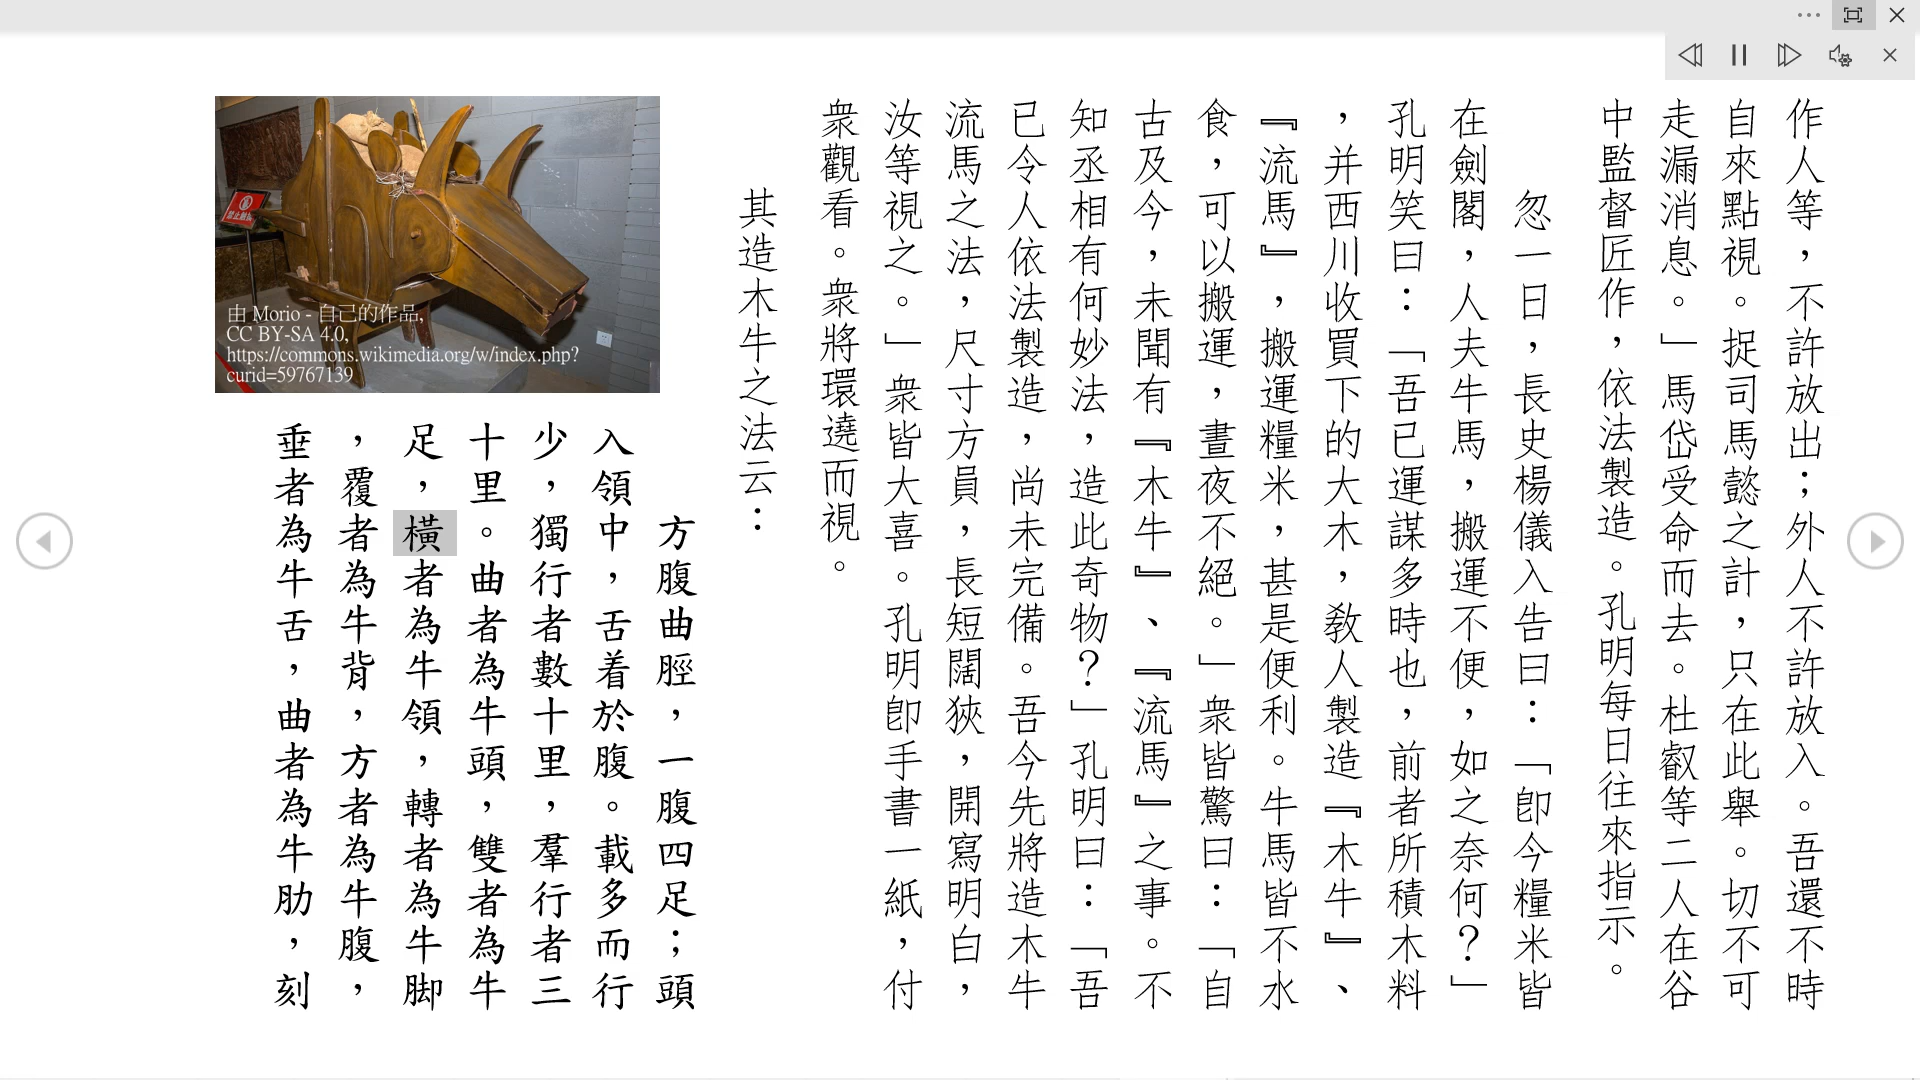 作人等，不許放出；外人不許放入。吾還不時
自來點視。捉司馬懿之計，只在此舉。切不可
走漏消息。」馬岱受命而去。杜叡等二人在谷
中監督匠作，依法製造。孔明每日往來指示。
忽一日，長史楊儀入告曰：「卽今糧米皆
在劍閣，人夫牛馬，搬運不便，如之奈何？」
孔明笑曰：「吾已運謀多時也，前者所積木料
，并西川收買下的大木，敎人製造『木牛』、
『流馬』，搬運糧米，甚是便利。牛馬皆不水
食，可以搬運，晝夜不絕。」衆皆驚曰：「自
古及今，未聞有『木牛』、『流馬』之事。不
知丞相有何妙法，造此奇物？」孔明曰：「吾
已令人依法製造，尚未完備。吾今先將造木牛
流馬之法，尺寸方員，長短闊狹，開寫明白，
汝等視之。」衆皆大喜。孔明卽手書一紙，付
衆觀看。衆將環遶而視。
其造木牛之法云：
方腹曲脛，一腹四足；頭
入領中，舌着於腹。載多而行
少，獨行者數十里，羣行者三
十里。曲者為牛頭，雙者為牛
足，橫者為牛領，轉者為牛脚
，覆者為牛背，方者為牛腹，
垂者為牛舌，曲者為牛肋，刻
由 Morio - 自己的作品,
CC BY-SA 4.0,
https://commons.wikimedia.org/w/index.php?
curid=59767139